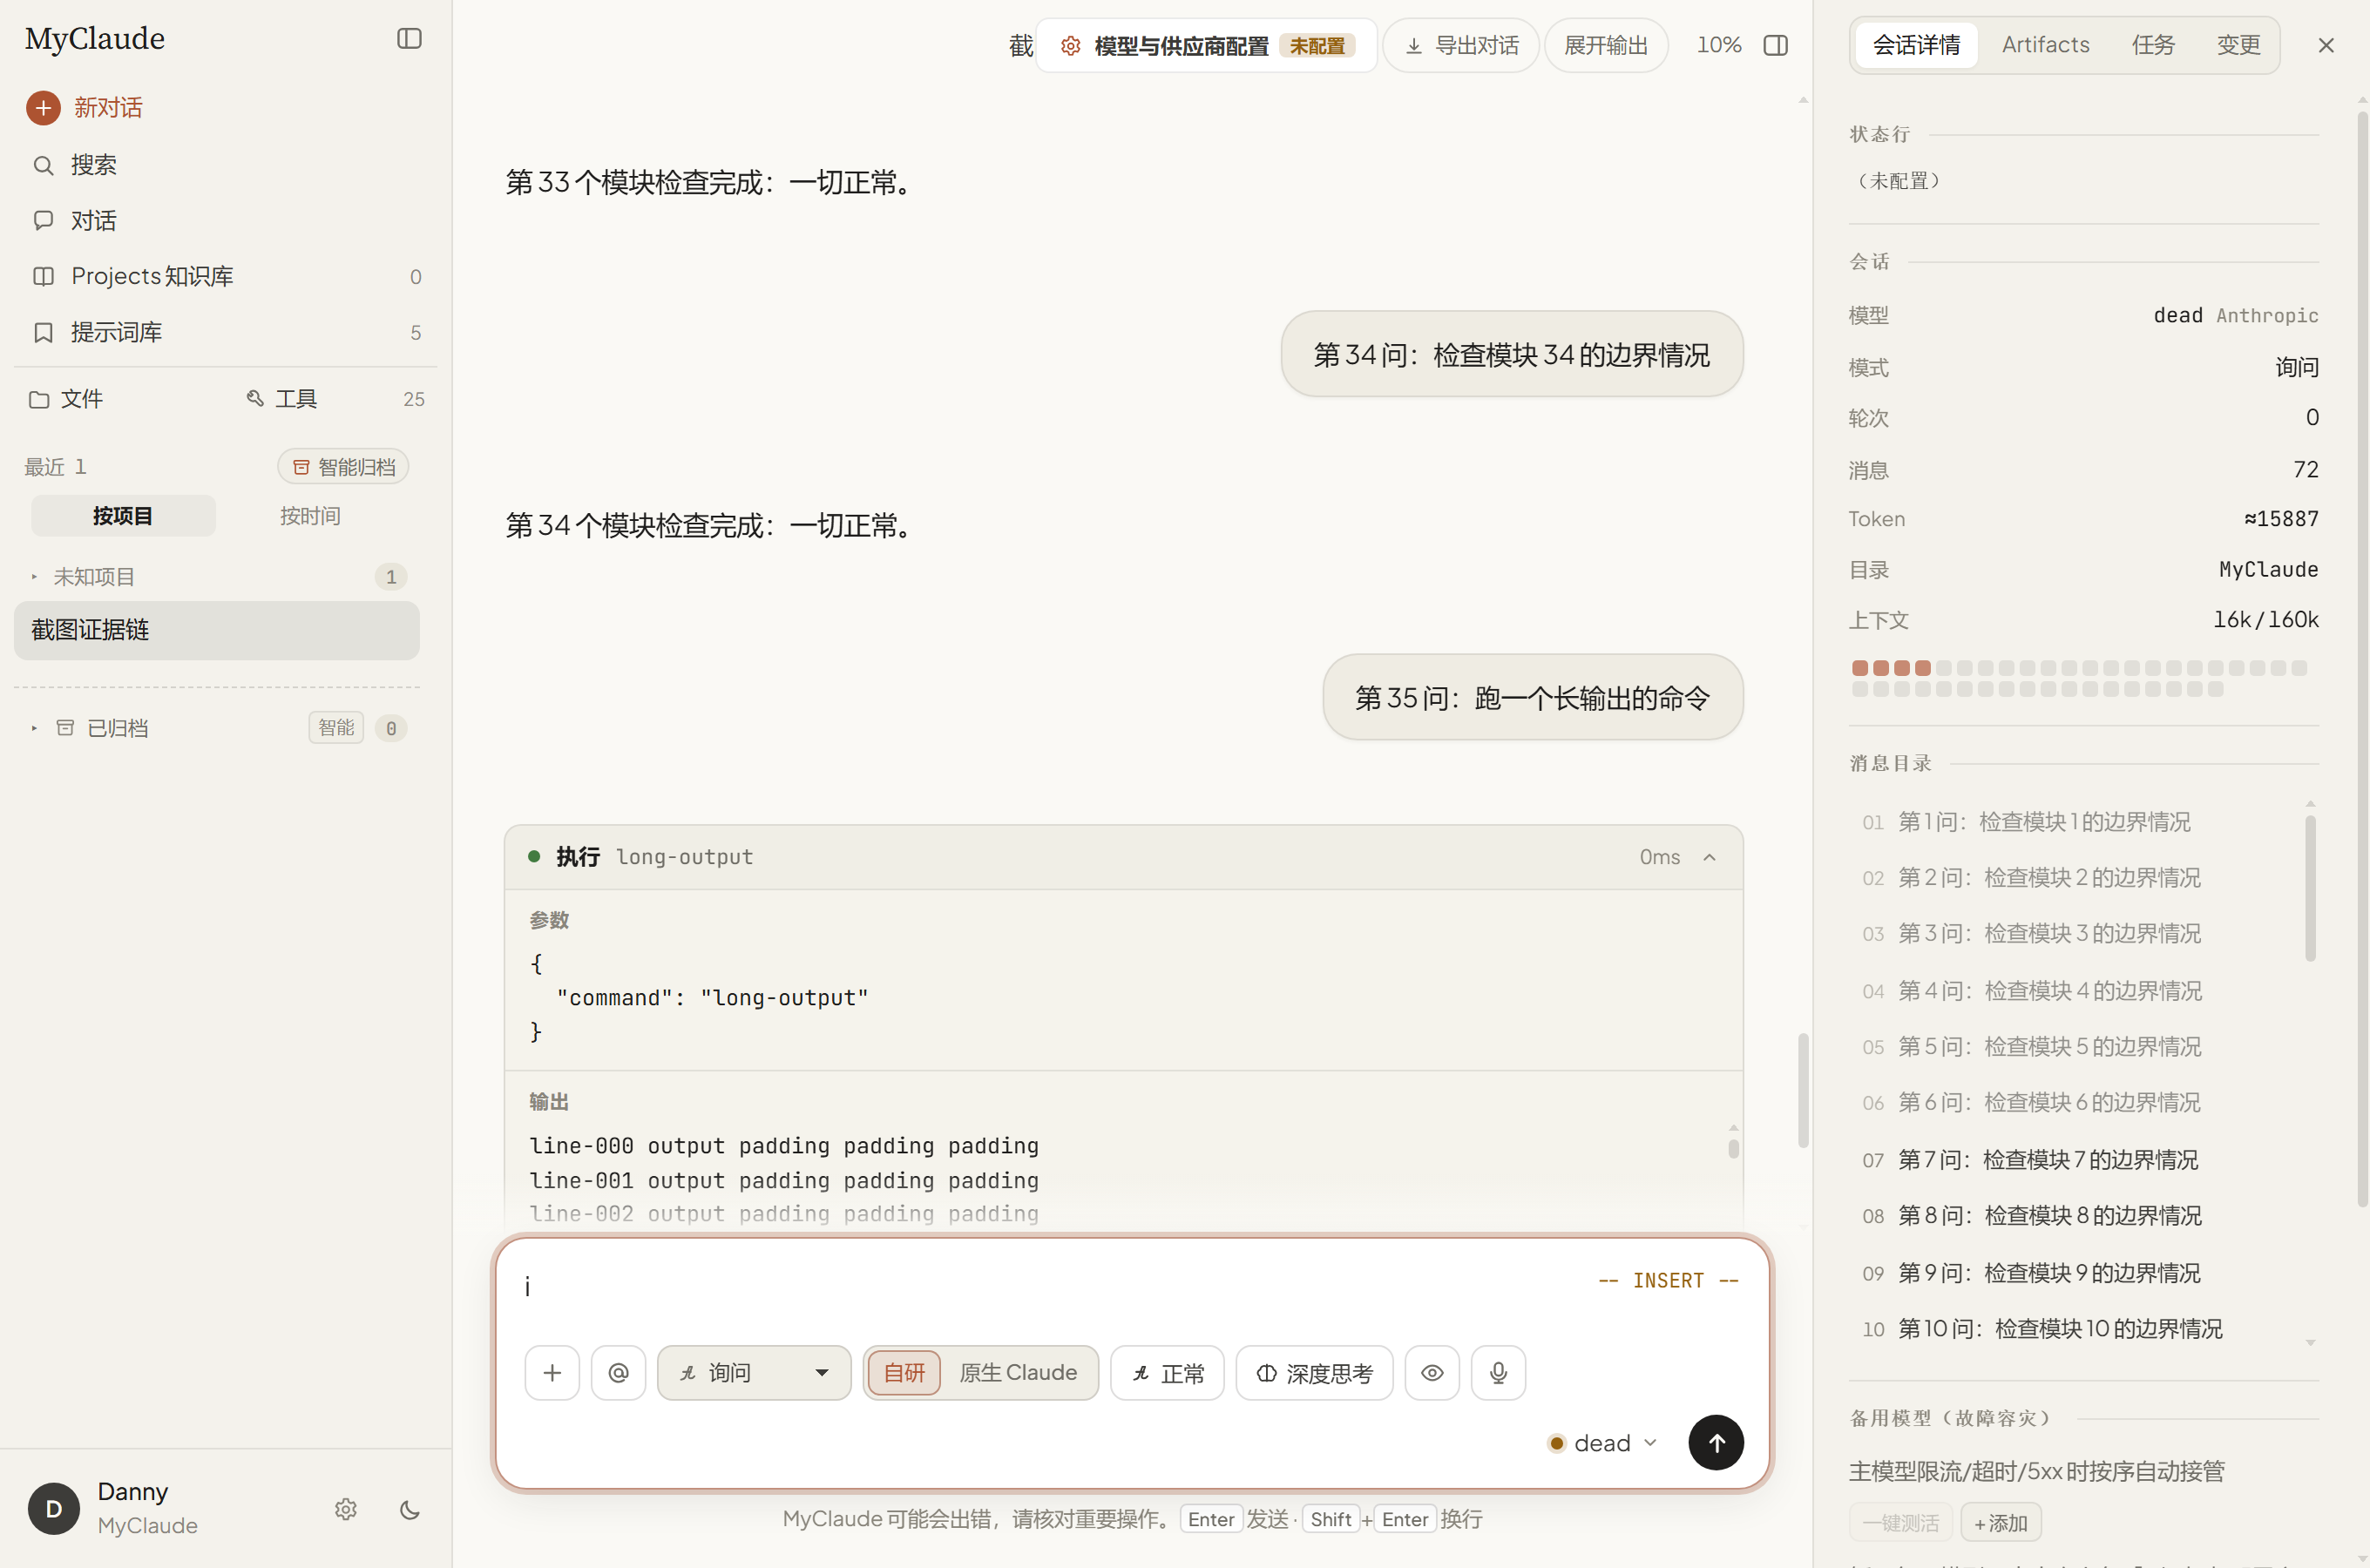 MyClaude
新对话
搜索
对话
Projects 知识库 0
提示词库 5
文件 工具 25
最近 1 智能归档
按项目 按时间
未知项目 1
截图证据链
已归档 智能 0
D Danny
MyClaude
截 模型与供应商配置 未配置 导出对话 展开输出 10%
第 33 个模块检查完成：一切正常。
第 34 问：检查模块 34 的边界情况
第 34 个模块检查完成：一切正常。
第 35 问：跑一个长输出的命令
执行 long-output 0ms
参数
{
"command": "long-output"
}
输出
line-000 output padding padding padding
line-001 output padding padding padding
line-002 output padding padding padding
i -- INSERT --
询问 自研 原生 Claude 正常 深度思考
dead
MyClaude 可能会出错，请核对重要操作。 Enter 发送 · Shift + Enter 换行
会话详情 Artifacts 任务 变更
状态行
（未配置）
会话
模型 dead Anthropic
模式 询问
轮次 0
消息 72
Token ≈15887
目录 MyClaude
上下文 16k/160k
消息目录
01 第 1 问：检查模块 1 的边界情况
02 第 2 问：检查模块 2 的边界情况
03 第 3 问：检查模块 3 的边界情况
04 第 4 问：检查模块 4 的边界情况
05 第 5 问：检查模块 5 的边界情况
06 第 6 问：检查模块 6 的边界情况
07 第 7 问：检查模块 7 的边界情况
08 第 8 问：检查模块 8 的边界情况
09 第 9 问：检查模块 9 的边界情况
10 第 10 问：检查模块 10 的边界情况
备用模型（故障容灾）
主模型限流/超时/5xx 时按序自动接管
一键测活 + 添加